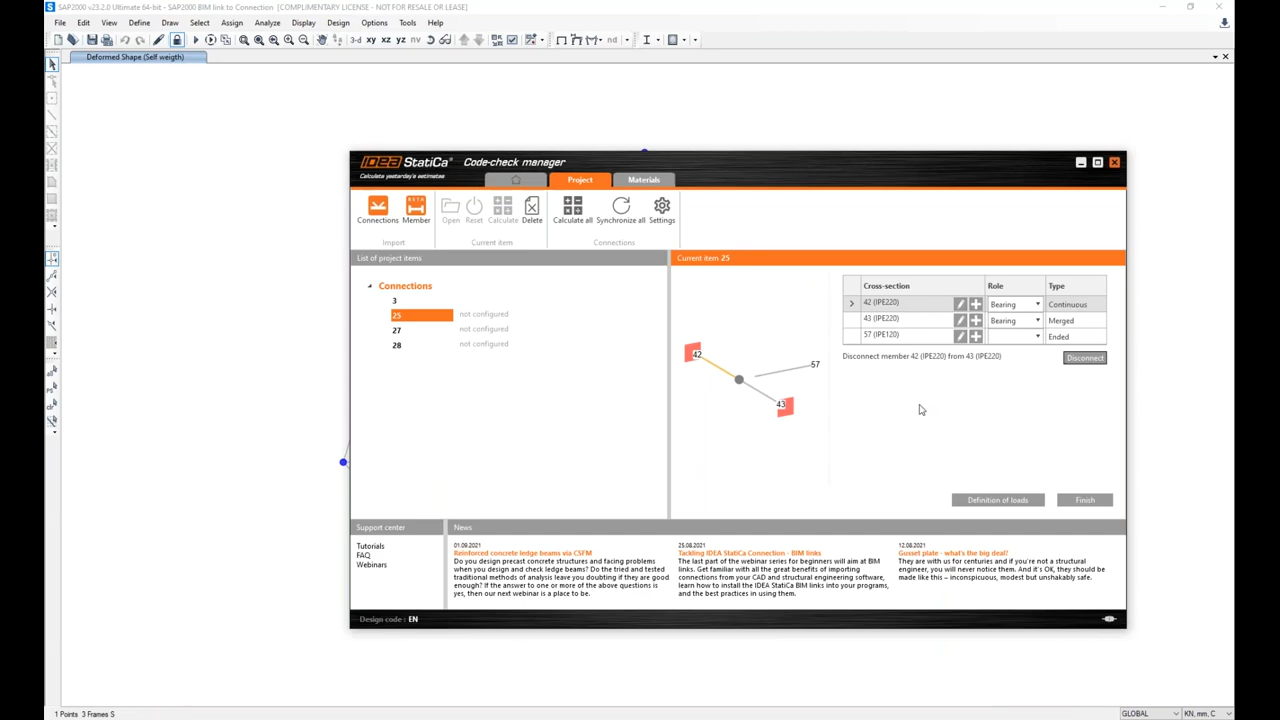 SAP2000 v23.2.0 Ultimate 64-bit - SAP2000 BIM link to Connection [COMPLIMENTARY LICENSE - NOT FOR RESALE OR LEASE]
File Edit View Define Draw Select Assign Analyze Display Design Options Tools Help
3-d xy xz yz nv nd
Deformed Shape (Self weigth)
all
PS
clr
IDEA StatiCa® Code-check manager
Calculate yesterday's estimates
Project Materials
BETA
Connections Member Open Reset Calculate Delete Calculate all Synchronize all Settings
Import Current item Connections
List of project items Current item 25
Connections
3
25 not configured
27 not configured
28 not configured
42
57
43
Cross-section Role Type
42 (IPE220) Bearing Continuous
43 (IPE220) Bearing Merged
57 (IPE120) Ended
Disconnect member 42 (IPE220) from 43 (IPE220) Disconnect
Definition of loads Finish
Support center News
Tutorials
FAQ
Webinars
01.09.2021
Reinforced concrete ledge beams via CSFM
Do you design precast concrete structures and facing problems
when you design and check ledge beams? Do the tried and tested
traditional methods of analysis leave you doubting if they are good
enough? if the answer to one or more of the above questions is
yes, then our next webinar is a place to be.
25.08.2021
Tackling IDEA StatiCa Connection - BIM links
The last part of the webinar series for beginners will aim at BIM
links. Get familiar with all the great benefits of importing
connections from your CAD and structural engineering software,
learn how to install the IDEA StatiCa BIM links into your programs,
and the best practices in using them.
12.08.2021
Gusset plate - what's the big deal?
They are with us for centuries and if you're not a structural
engineer, you will never notice them. And it's OK, they should be
made like this – inconspicuous, modest but unshakably safe.
Design code : EN
1 Points 3 Frames S GLOBAL KN, mm, C